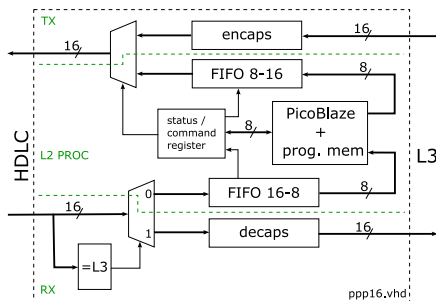 TX
16
encaps
16
FIFO 8-16
8
status /
command
register
8
PicoBlaze
+
prog. mem
HDLC
L2 PROC
L3
16
0
1
FIFO 16-8
8
decaps
16
=L3
RX
ppp16.vhd